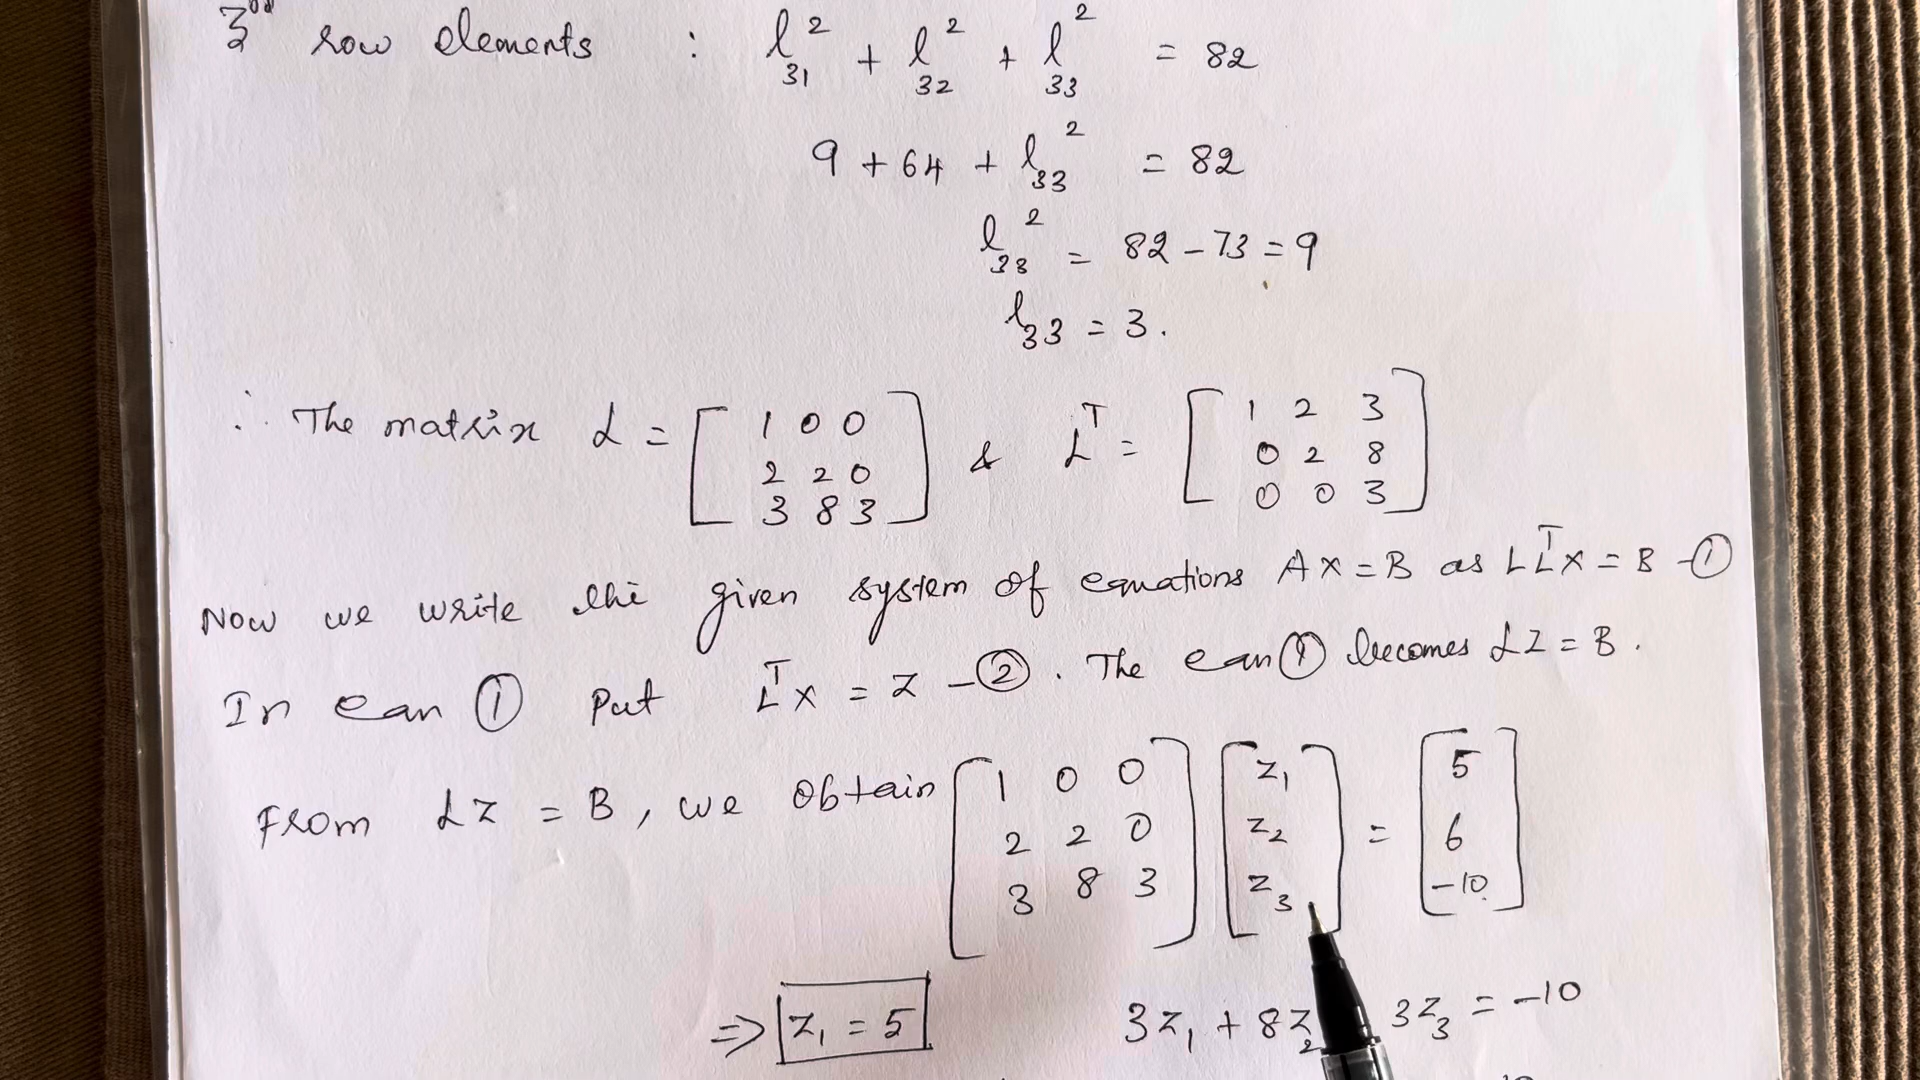 3rd row elements : l²₃₁ + l²₃₂ + l²₃₃ = 82
9 + 64 + l₃₃² = 82
l₃₃² = 82 - 73 = 9
l₃₃ = 3.
∴ The matrix L = [ 1 0 0 ] & Lᵀ = [ 1 2 3 ]
[ 2 2 0 ] [ 0 2 8 ]
[ 3 8 3 ] [ 0 0 3 ]
Now we write the given system of equations AX = B as LLᵀX = B - ①
In eqn ① put LᵀX = Z - ②. The eqn ① becomes LZ = B.
From LZ = B, we obtain [ 1 0 0 ] [ z₁ ] = [ 5 ]
[ 2 2 0 ] [ z₂ ] [ 6 ]
[ 3 8 3 ] [ z₃ ] [ -10 ]
⇒ z₁ = 5 3z₁ + 8z₂ 3z₃ = -10